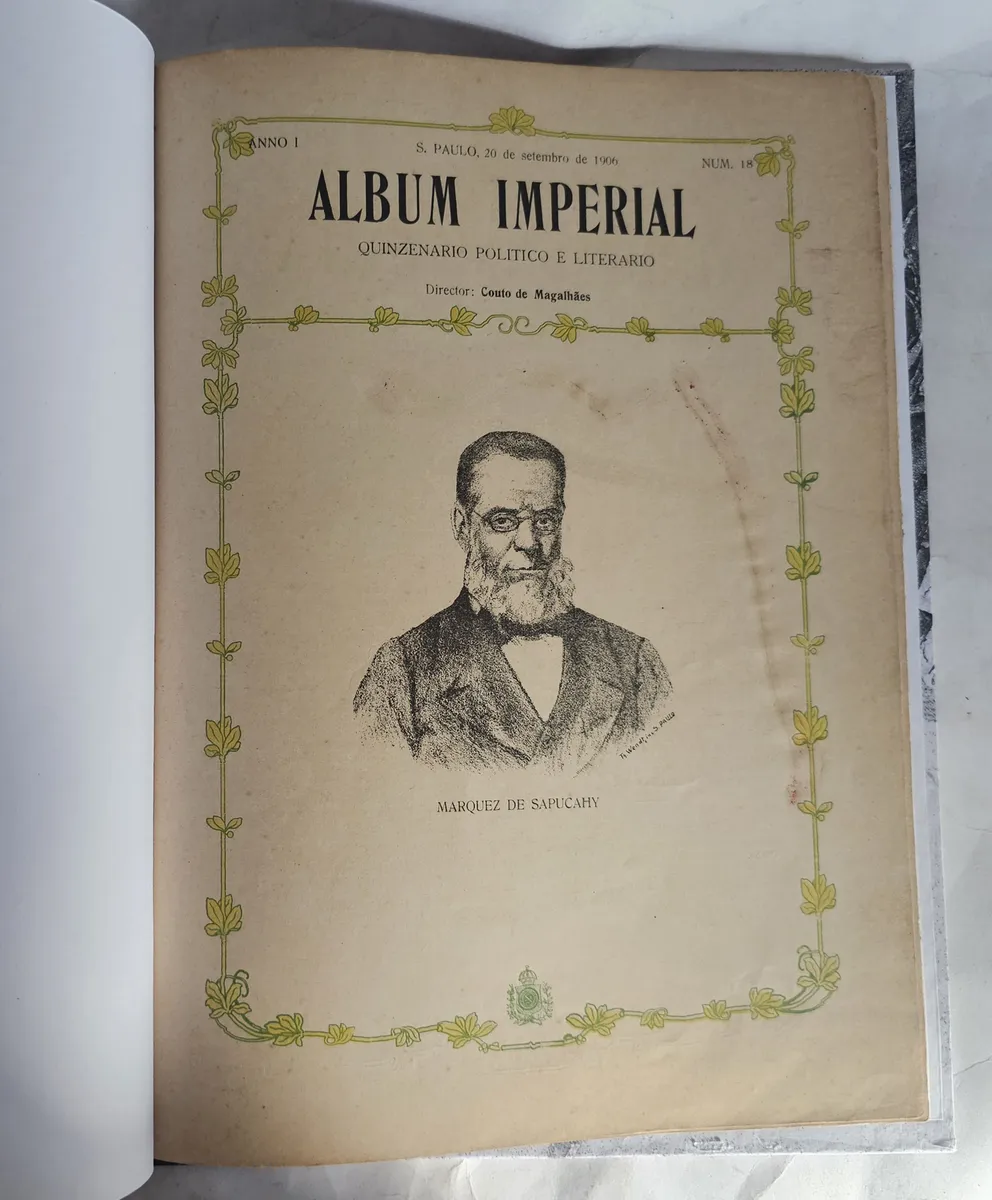 ANNO I
S. PAULO, 20 de setembro de 1906
NUM. 18
ALBUM IMPERIAL
QUINZENARIO POLITICO E LITERARIO
Director: Couto de Magalhães
S. PAULO
MARQUEZ DE SAPUCAHY